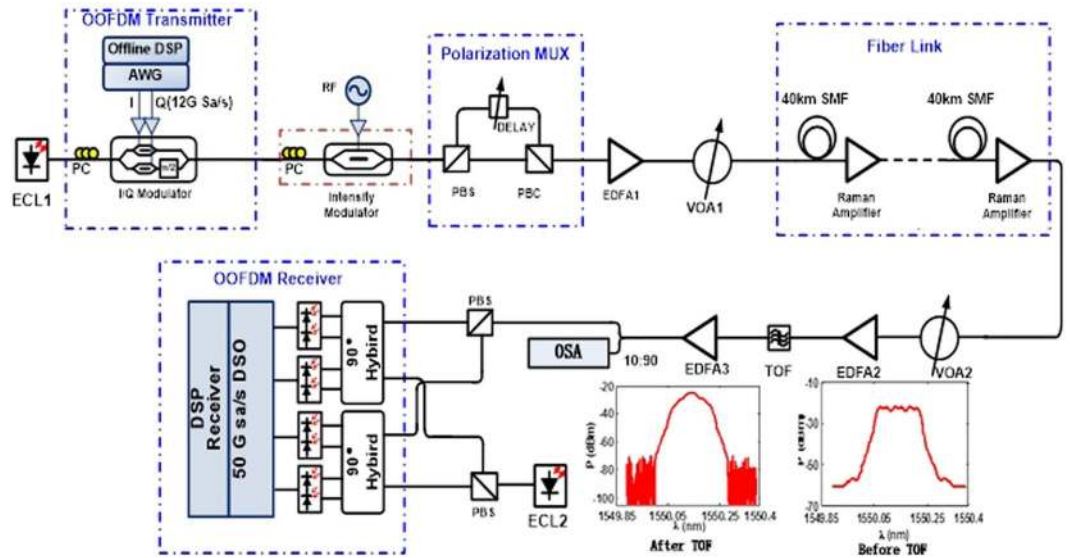 OOFDM Transmitter
Offline DSP
AWG
I
Q(12G Sa/s)
ECL1
PC
π/2
I/Q Modulator
RF
PC
Intensity
Modulator
Polarization MUX
DELAY
PBS
PBC
EDFA1
VOA1
Fiber Link
40km SMF
40km SMF
Raman
Amplifier
Raman
Amplifier
OOFDM Receiver
DSP
Receiver
50 G sa/s DSO
90°
Hybird
90°
Hybird
PBS
PBS
ECL2
OSA
10:90
EDFA3
TOF
EDFA2
VOA2
-20
-40
-60
-80
-100
P (dBm)
1549.85
1550.05
1550.25
1550.4
λ (nm)
After TOF
-10
-30
-50
-70
P (dBm)
1549.85
1550.05
1550.25
1550.4
λ (nm)
Before TOF